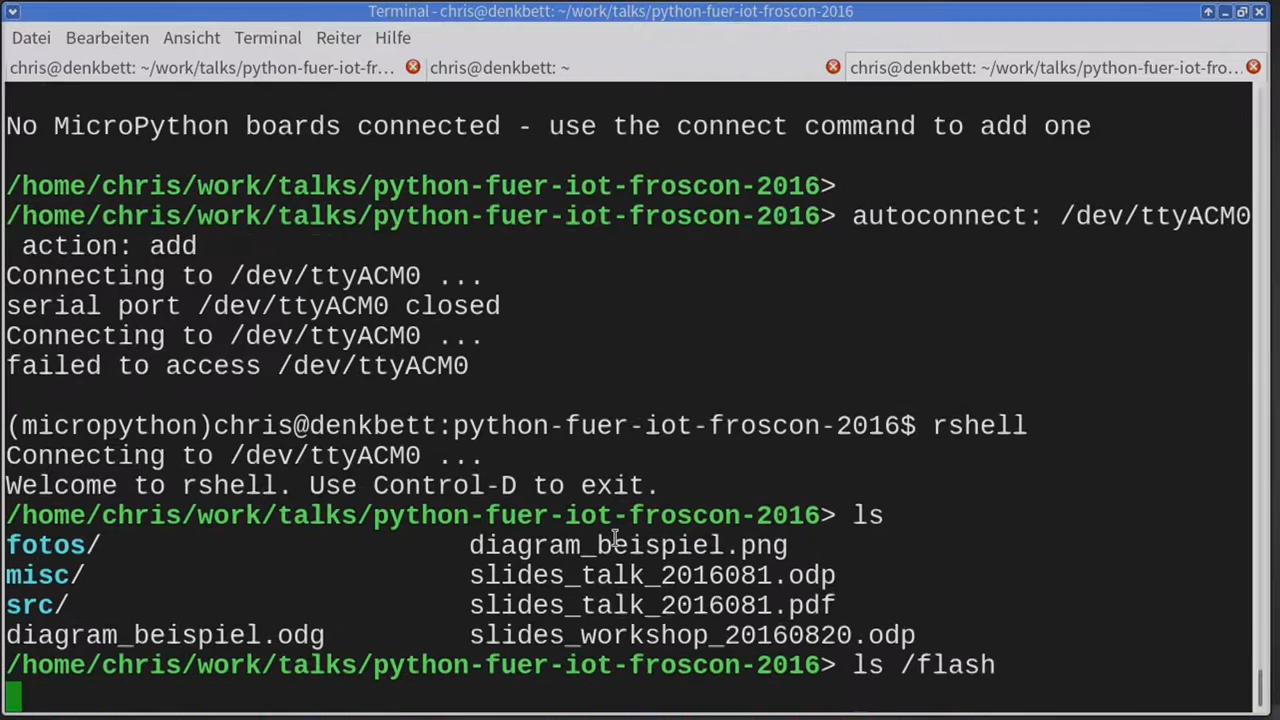 Terminal - chris@denkbett: ~/work/talks/python-fuer-iot-froscon-2016
Datei Bearbeiten Ansicht Terminal Reiter Hilfe
chris@denkbett: ~/work/talks/python-fuer-iot-fr... chris@denkbett: ~ chris@denkbett: ~/work/talks/python-fuer-iot-fro...
No MicroPython boards connected - use the connect command to add one
/home/chris/work/talks/python-fuer-iot-froscon-2016>
/home/chris/work/talks/python-fuer-iot-froscon-2016> autoconnect: /dev/ttyACM0
action: add
Connecting to /dev/ttyACM0 ...
serial port /dev/ttyACM0 closed
Connecting to /dev/ttyACM0 ...
failed to access /dev/ttyACM0
(micropython)chris@denkbett:python-fuer-iot-froscon-2016$ rshell
Connecting to /dev/ttyACM0 ...
Welcome to rshell. Use Control-D to exit.
/home/chris/work/talks/python-fuer-iot-froscon-2016> ls
fotos/ diagram_beispiel.png
misc/ slides_talk_2016081.odp
src/ slides_talk_2016081.pdf
diagram_beispiel.odg slides_workshop_20160820.odp
/home/chris/work/talks/python-fuer-iot-froscon-2016> ls /flash